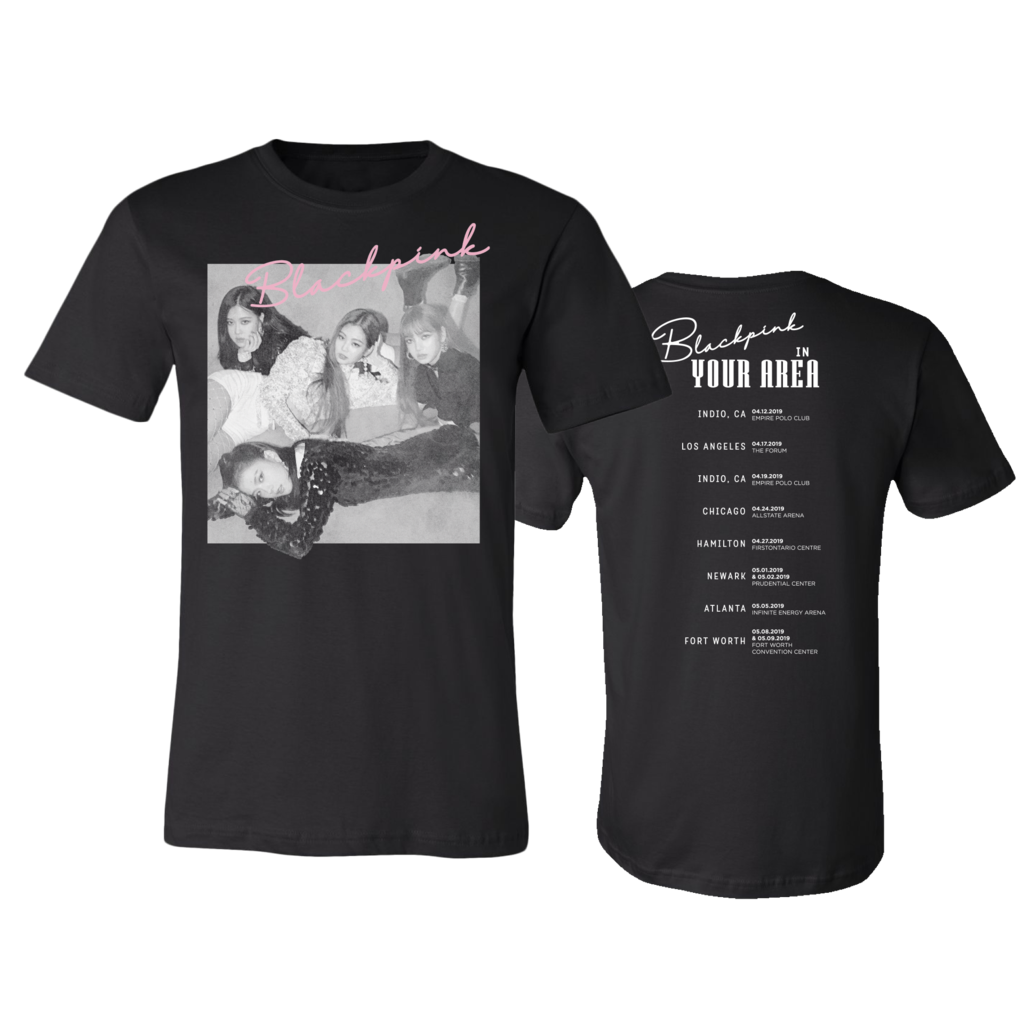 Blackpink
Blackpink
IN
YOUR AREA
INDIO, CA 04.12.2019
EMPIRE POLO CLUB
LOS ANGELES 04.17.2019
THE FORUM
INDIO, CA 04.19.2019
EMPIRE POLO CLUB
CHICAGO 04.24.2019
ALLSTATE ARENA
HAMILTON 04.27.2019
FIRSTONTARIO CENTRE
NEWARK 05.01.2019
& 05.02.2019
PRUDENTIAL CENTER
ATLANTA 05.05.2019
INFINITE ENERGY ARENA
FORT WORTH 05.08.2019
& 05.09.2019
FORT WORTH
CONVENTION CENTER